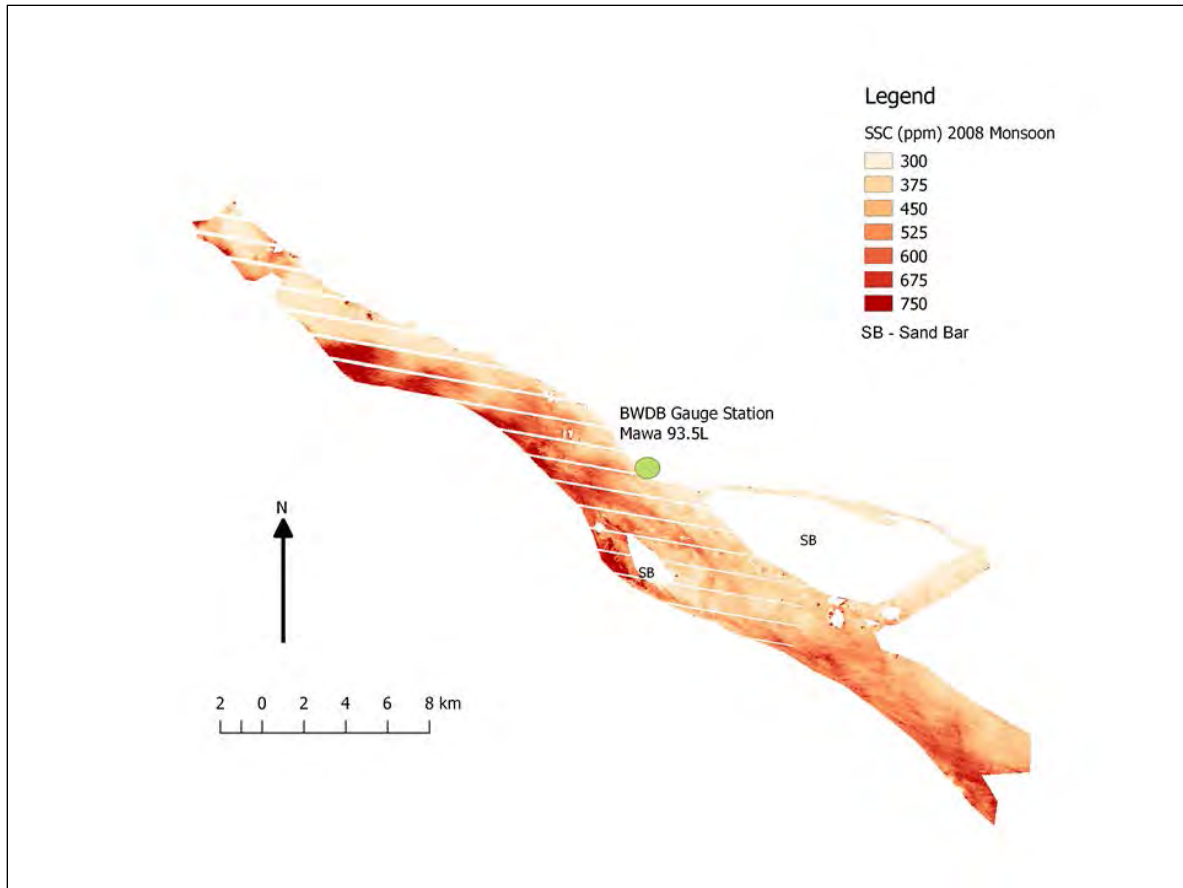 Legend
SSC (ppm) 2008 Monsoon
300
375
450
525
600
675
750
SB - Sand Bar
BWDB Gauge Station
Mawa 93.5L
N
SB
SB
2 0 2 4 6 8 km